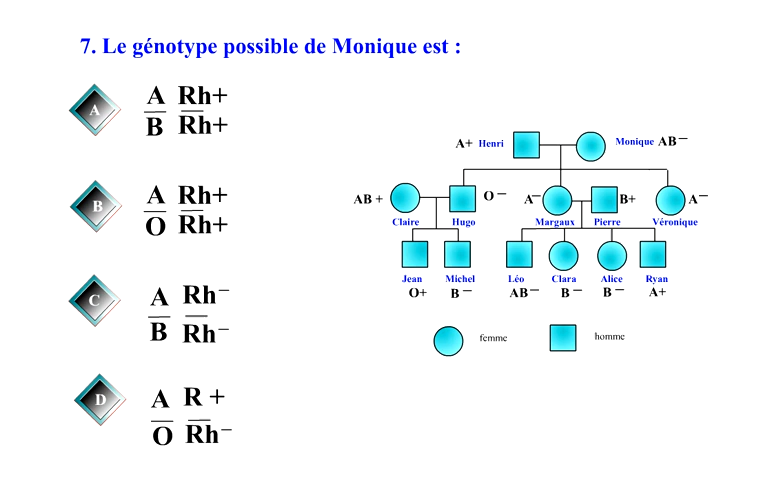 7. Le génotype possible de Monique est :
A
A Rh+
B Rh+
B
A Rh+
O Rh+
C
A Rh–
B Rh–
D
A R +
O Rh–
A+ Henri
Monique AB–
AB +
O –
A–
B+
A–
Claire Hugo Margaux Pierre Véronique
Jean Michel Léo Clara Alice Ryan
O+ B – AB– B – B – A+
femme
homme